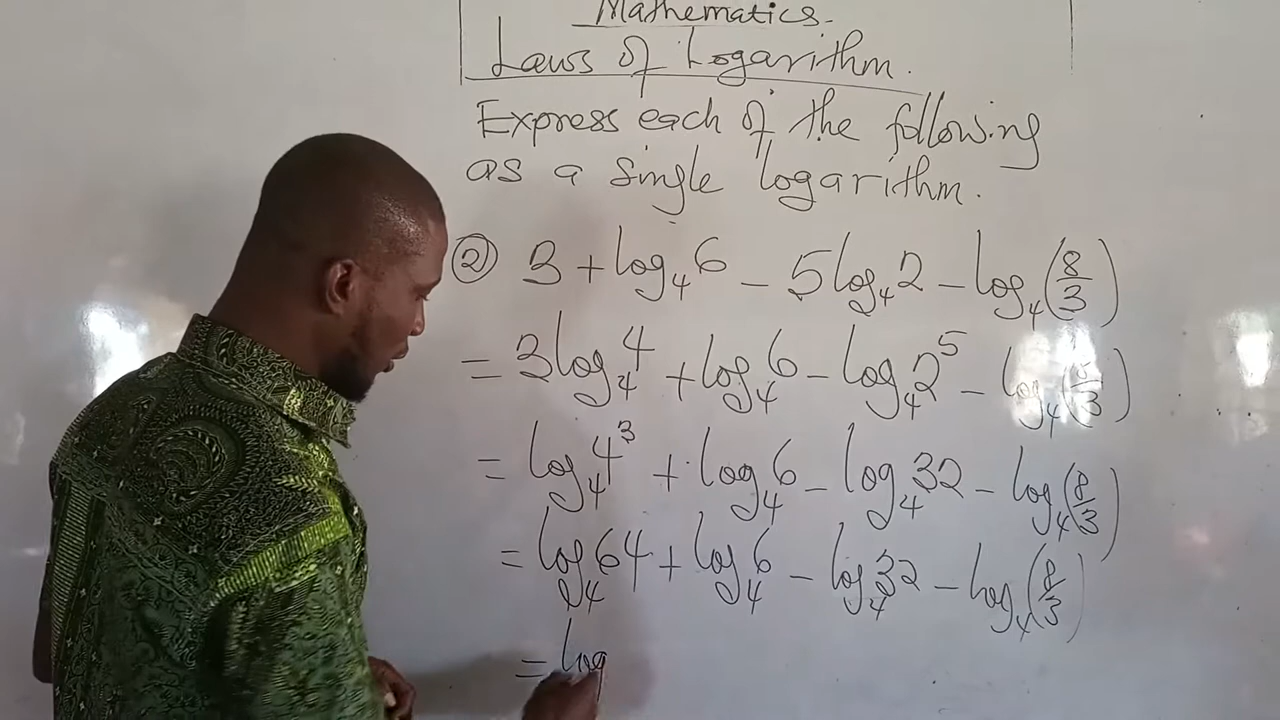 Mathematics.
Laws of Logarithm.
Express each of the following
as a single logarithm.
② 3 + log₄6 - 5log₄2 - log₄(8/3)
= 3log₄4 + log₄6 - log₄2⁵ - log₄(8/3)
= log₄4³ + log₄6 - log₄32 - log₄(8/3)
= log₄64 + log₄6 - log₄32 - log₄(8/3)
= log